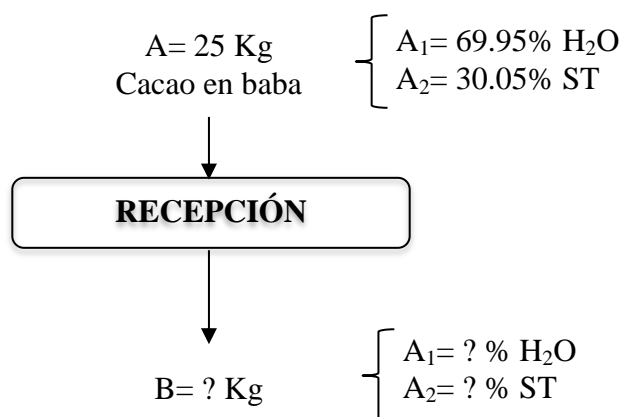 A= 25 Kg
Cacao en baba
A₁= 69.95% H₂O
A₂= 30.05% ST
RECEPCIÓN
B= ? Kg
A₁= ? % H₂O
A₂= ? % ST